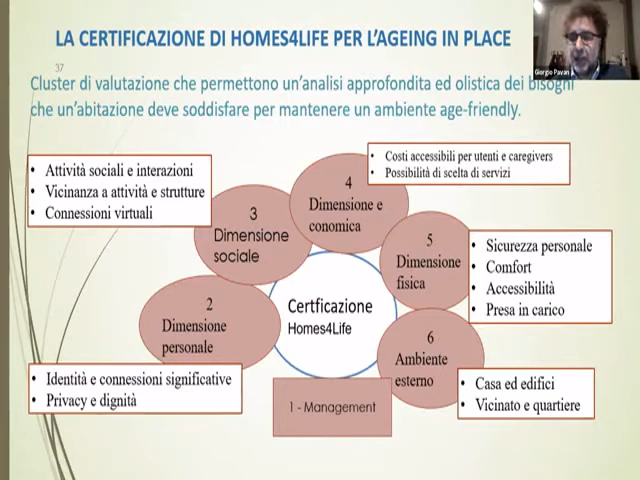 LA CERTIFICAZIONE DI HOMES4LIFE PER L'AGEING IN PLACE
37
Giorgio Pavan
Cluster di valutazione che permettono un'analisi approfondita ed olistica dei bisogni
che un'abitazione deve soddisfare per mantenere un ambiente age-friendly.
• Costi accessibili per utenti e caregivers
• Possibilità di scelta di servizi
• Attività sociali e interazioni
• Vicinanza a attività e strutture
• Connessioni virtuali
4
Dimensione e
conomica
3
Dimensione
sociale
5
Dimensione
fisica
• Sicurezza personale
• Comfort
• Accessibilità
• Presa in carico
2
Dimensione
personale
Certficazione
Homes4Life
6
Ambiente
esterno
• Identità e connessioni significative
• Privacy e dignità
1 - Management
• Casa ed edifici
• Vicinato e quartiere